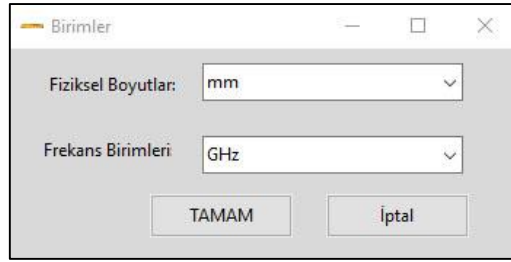 Birimler
Fiziksel Boyutlar: mm
Frekans Birimleri: GHz
TAMAM İptal